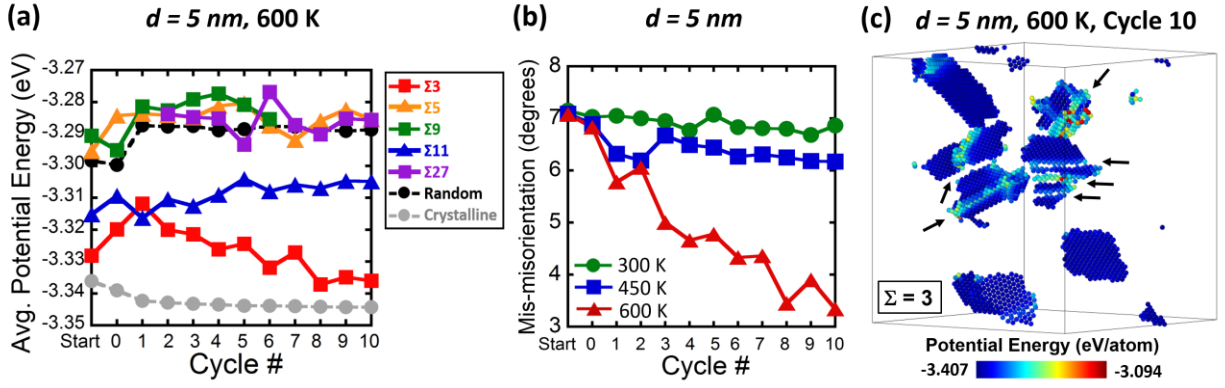 (a)
d = 5 nm, 600 K
Avg. Potential Energy (eV)
-3.27
-3.28
-3.29
-3.30
-3.31
-3.32
-3.33
-3.34
-3.35
Start 0 1 2 3 4 5 6 7 8 9 10
Cycle #
Σ3
Σ5
Σ9
Σ11
Σ27
Random
Crystalline
(b)
d = 5 nm
Mis-misorientation (degrees)
8
7
6
5
4
3
300 K
450 K
600 K
Start 0 1 2 3 4 5 6 7 8 9 10
Cycle #
(c)
d = 5 nm, 600 K, Cycle 10
Σ = 3
Potential Energy (eV/atom)
-3.407 -3.094